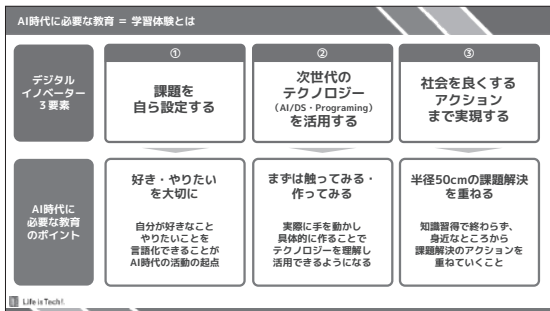 AI時代に必要な教育 = 学習体験とは
デジタル
イノベーター
3要素
①
課題を
自ら設定する
②
次世代の
テクノロジー
(AI/DS・Programing)
を活用する
③
社会を良くする
アクション
まで実現する
AI時代に
必要な教育
のポイント
好き・やりたい
を大切に
自分が好きなこと
やりたいことを
言語化できることが
AI時代の活動の起点
まずは触ってみる・
作ってみる
実際に手を動かし
具体的に作ることで
テクノロジーを理解し
活用できるようになる
半径50cmの課題解決
を重ねる
知識習得で終わらず、
身近なところから
課題解決のアクションを
重ねていくこと
Life is Tech!.